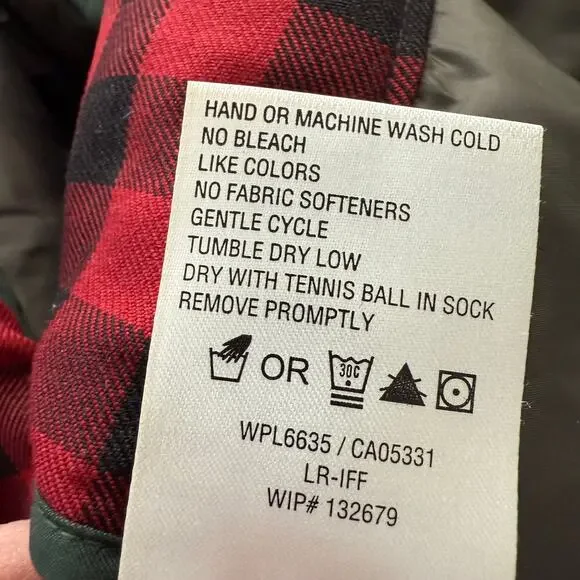 HAND OR MACHINE WASH COLD
NO BLEACH
LIKE COLORS
NO FABRIC SOFTENERS
GENTLE CYCLE
TUMBLE DRY LOW
DRY WITH TENNIS BALL IN SOCK
REMOVE PROMPTLY
OR 30C
WPL6635 / CA05331
LR-IFF
WIP# 132679